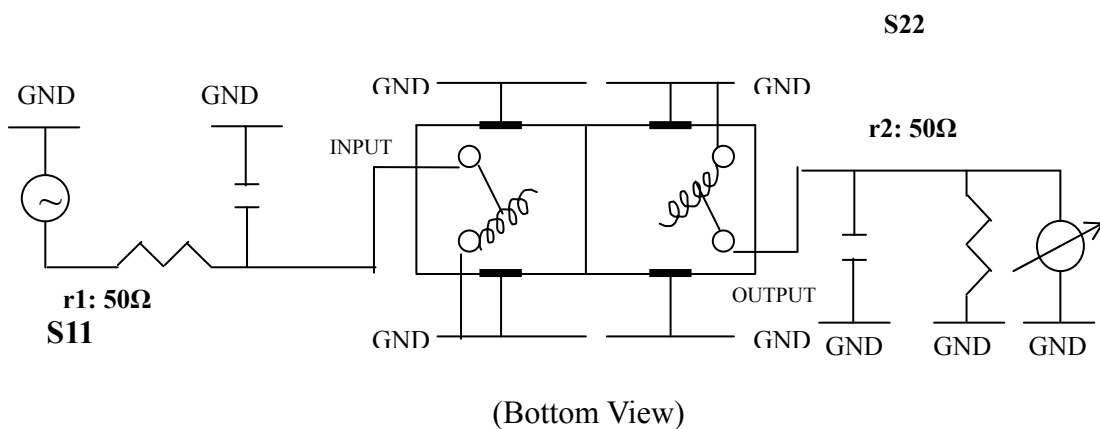 S22
GND
GND
GND
GND
r2: 50Ω
INPUT
~
r1: 50Ω
S11
OUTPUT
GND
GND
GND
GND
GND
(Bottom View)